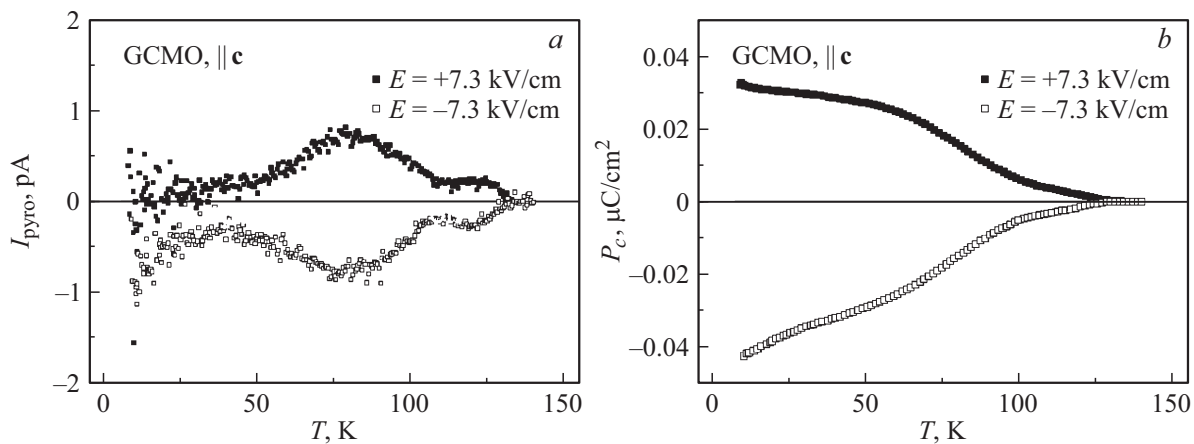 a
GCMO, || c
E = +7.3 kV/cm
E = –7.3 kV/cm
2
1
0
–1
–2
I pyro, pA
0
50
100
150
T, K
b
GCMO, || c
E = +7.3 kV/cm
E = –7.3 kV/cm
0.04
0.02
0
–0.02
–0.04
P c, μC/cm2
0
50
100
150
T, K